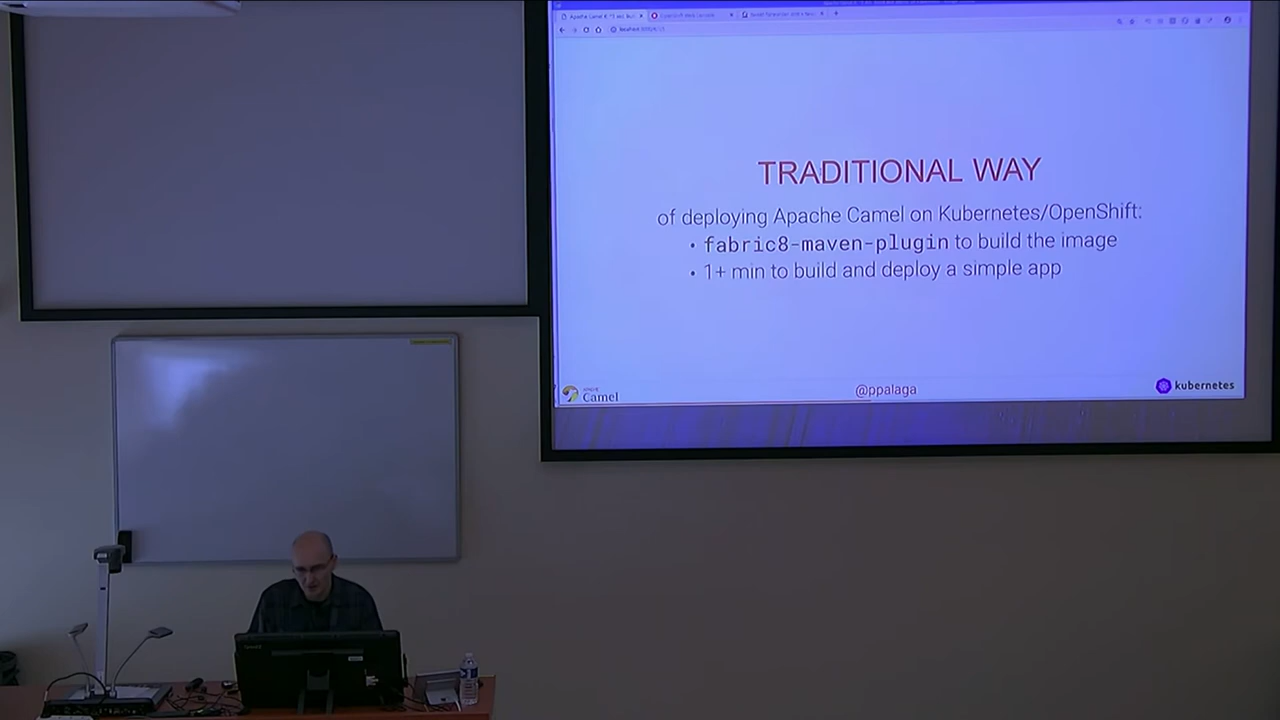 TRADITIONAL WAY
of deploying Apache Camel on Kubernetes/OpenShift:
• fabric8-maven-plugin to build the image
• 1+ min to build and deploy a simple app
APACHE
Camel
@ppalaga
kubernetes